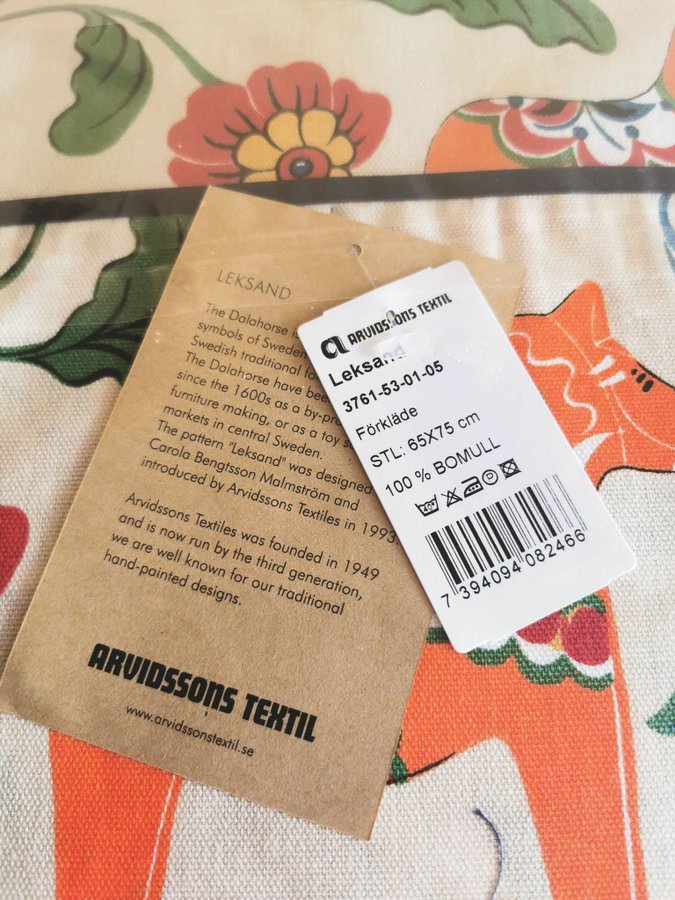 LEKSAND
The Dalahorse
symbols of Sweden
Swedish traditional
The Dalahorse have been
since the 1600s as a
furniture making, or as a toy
markets in central Sweden.
The pattern "Leksand" was designed
Carola Bengtsson Malmström and
introduced by Arvidssons Textiles in 1993.
Arvidssons Textiles was founded in 1949
and is now run by the third generation,
we are well known for our traditional
hand-painted designs.
ARVIDSSONS TEXTIL
www.arvidssonstextil.se
a ARVIDSSONS TEXTIL
Leksand
3761-53-01-05
Förkläde
STL: 65X75 cm
100 % BOMULL
7 394094 082466